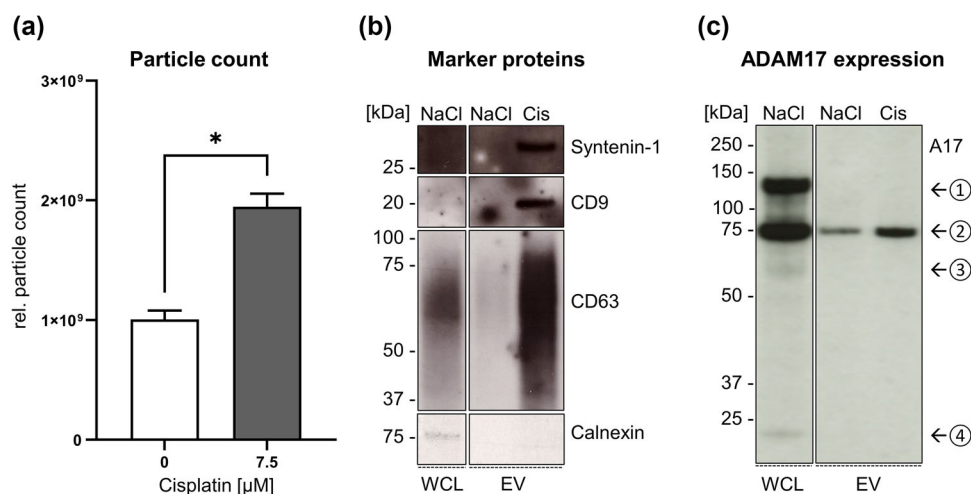 (a)
Particle count
3×10⁹
2×10⁹
1×10⁹
0
rel. particle count
*
0 7.5
Cisplatin [µM]
(b)
Marker proteins
[kDa] NaCl NaCl Cis
25 - Syntenin-1
20 - CD9
100 -
75 -
CD63
50 -
37 -
75 - Calnexin
WCL EV
(c)
ADAM17 expression
[kDa] NaCl NaCl Cis
250 - A17
150 -
←①
100 -
75 - ←②
←③
50 -
37 -
25 -
←④
WCL EV